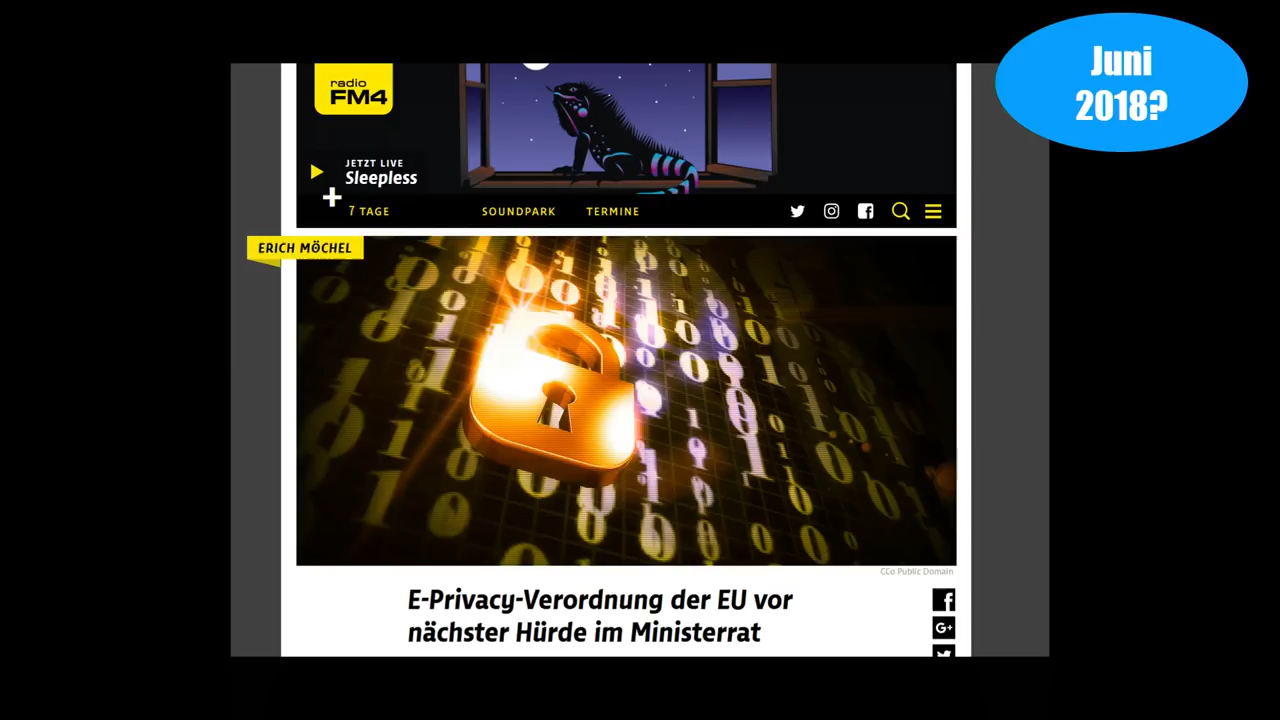 Juni
2018?
radio
FM4
JETZT LIVE
Sleepless
7 TAGE
SOUNDPARK
TERMINE
ERICH MÖCHEL
CC0 Public Domain
E-Privacy-Verordnung der EU vor
nächster Hürde im Ministerrat
G+